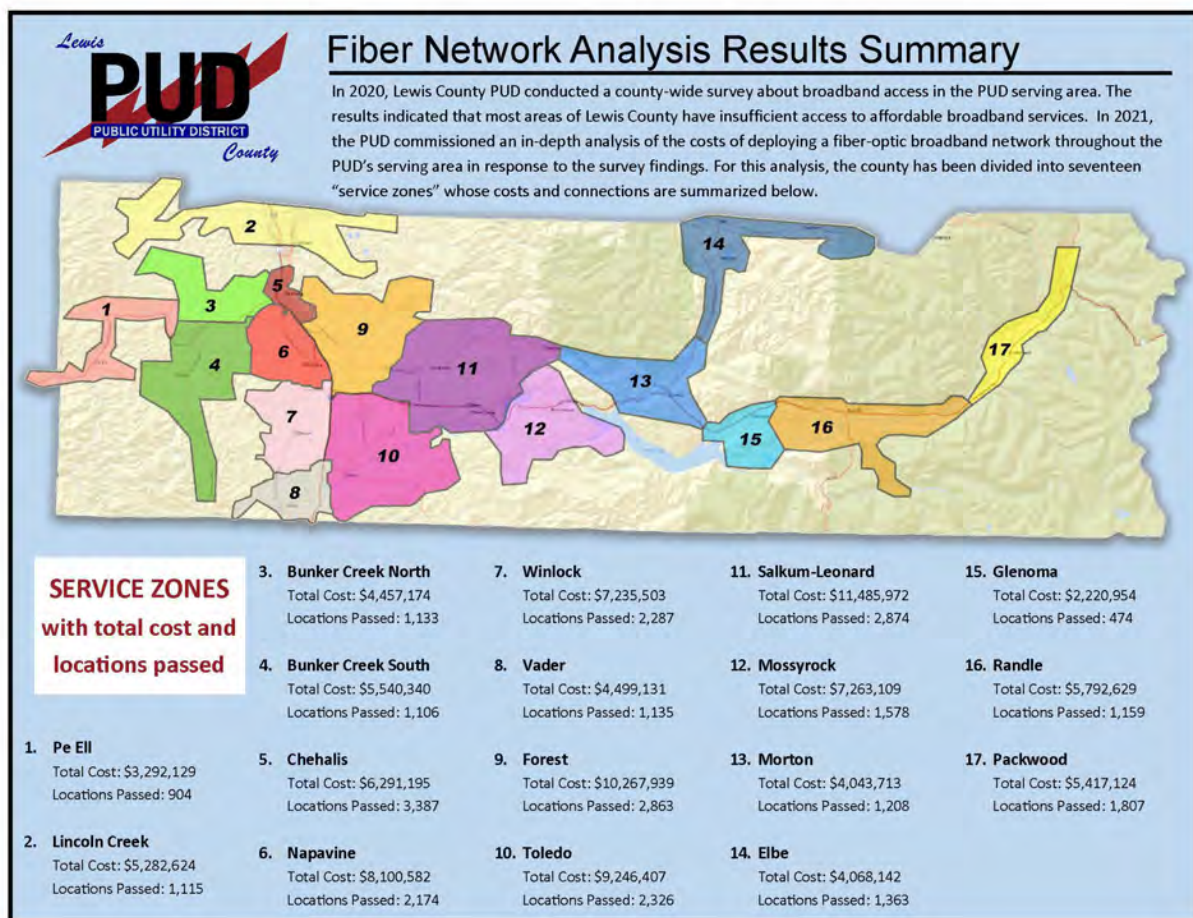 Lewis
PUD
PUBLIC UTILITY DISTRICT
County
Fiber Network Analysis Results Summary
In 2020, Lewis County PUD conducted a county-wide survey about broadband access in the PUD serving area. The
results indicated that most areas of Lewis County have insufficient access to affordable broadband services. In 2021,
the PUD commissioned an in-depth analysis of the costs of deploying a fiber-optic broadband network throughout the
PUD's serving area in response to the survey findings. For this analysis, the county has been divided into seventeen
"service zones" whose costs and connections are summarized below.
1
2
3
4
5
6
7
8
9
10
11
12
13
14
15
16
17
SERVICE ZONES
with total cost and
locations passed
1. Pe Ell
Total Cost: $3,292,129
Locations Passed: 904
2. Lincoln Creek
Total Cost: $5,282,624
Locations Passed: 1,115
3. Bunker Creek North
Total Cost: $4,457,174
Locations Passed: 1,133
4. Bunker Creek South
Total Cost: $5,540,340
Locations Passed: 1,106
5. Chehalis
Total Cost: $6,291,195
Locations Passed: 3,387
6. Napavine
Total Cost: $8,100,582
Locations Passed: 2,174
7. Winlock
Total Cost: $7,235,503
Locations Passed: 2,287
8. Vader
Total Cost: $4,499,131
Locations Passed: 1,135
9. Forest
Total Cost: $10,267,939
Locations Passed: 2,863
10. Toledo
Total Cost: $9,246,407
Locations Passed: 2,326
11. Salkum-Leonard
Total Cost: $11,485,972
Locations Passed: 2,874
12. Mossyrock
Total Cost: $7,263,109
Locations Passed: 1,578
13. Morton
Total Cost: $4,043,713
Locations Passed: 1,208
14. Elbe
Total Cost: $4,068,142
Locations Passed: 1,363
15. Glenoma
Total Cost: $2,220,954
Locations Passed: 474
16. Randle
Total Cost: $5,792,629
Locations Passed: 1,159
17. Packwood
Total Cost: $5,417,124
Locations Passed: 1,807